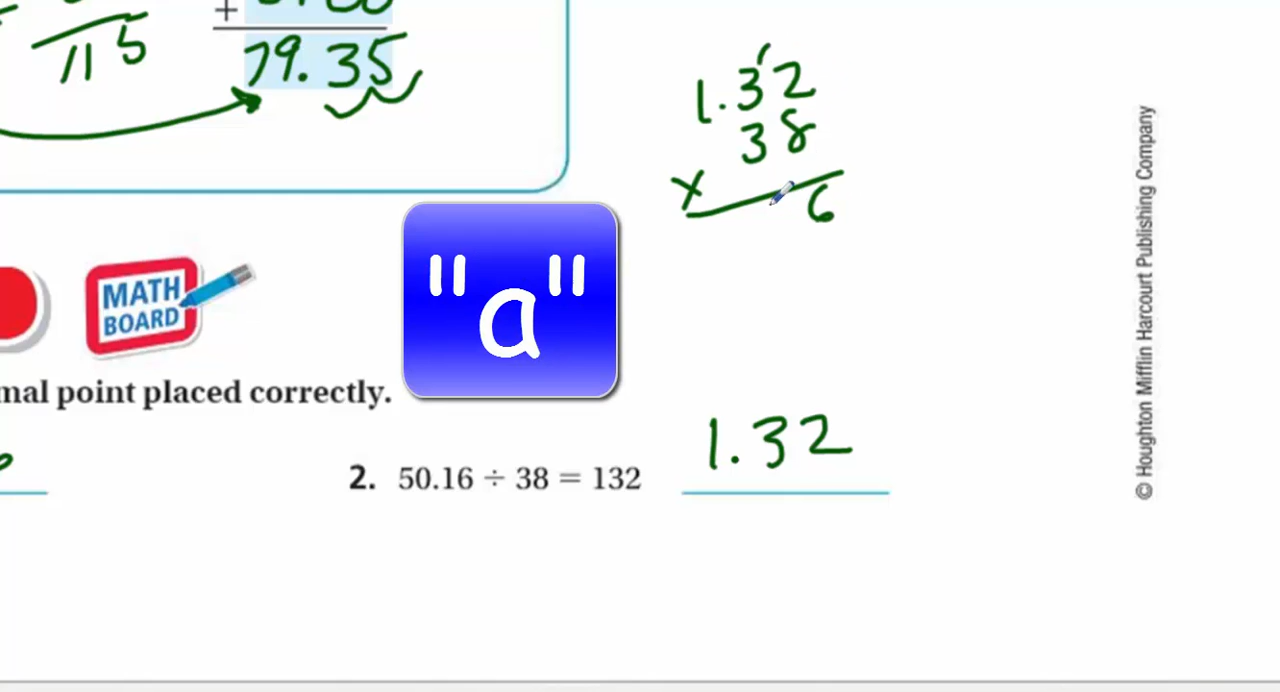 115
+
79.35
1.32
38
x 6
MATH
BOARD
"a"
mal point placed correctly.
2. 50.16 ÷ 38 = 132 1.32
© Houghton Mifflin Harcourt Publishing Company